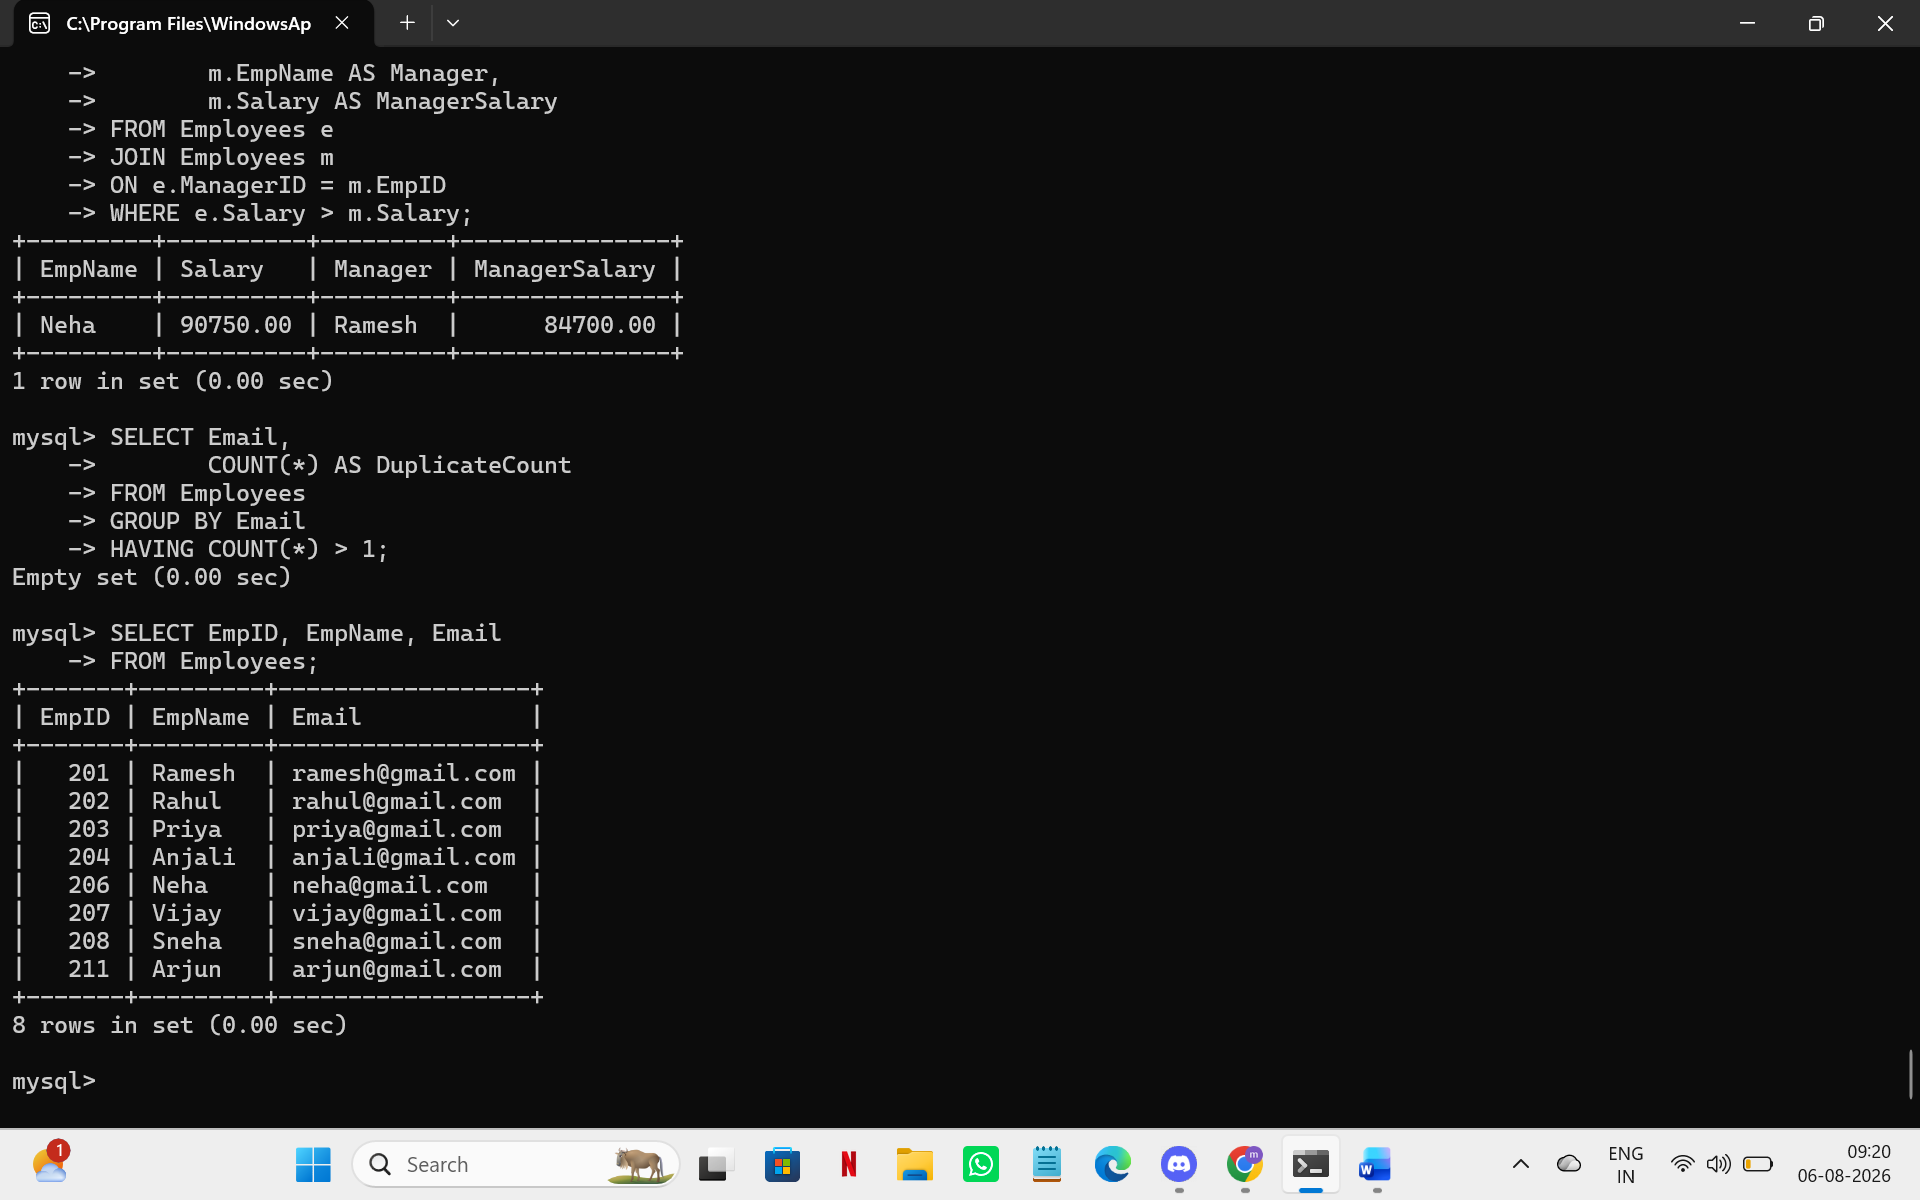 C:\Program Files\WindowsAp
    ->        m.EmpName AS Manager,
    ->        m.Salary AS ManagerSalary
    -> FROM Employees e
    -> JOIN Employees m
    -> ON e.ManagerID = m.EmpID
    -> WHERE e.Salary > m.Salary;
+---------+----------+---------+---------------+
| EmpName | Salary   | Manager | ManagerSalary |
+---------+----------+---------+---------------+
| Neha    | 90750.00 | Ramesh  |      84700.00 |
+---------+----------+---------+---------------+
1 row in set (0.00 sec)

mysql> SELECT Email,
    ->        COUNT(*) AS DuplicateCount
    -> FROM Employees
    -> GROUP BY Email
    -> HAVING COUNT(*) > 1;
Empty set (0.00 sec)

mysql> SELECT EmpID, EmpName, Email
    -> FROM Employees;
+-------+---------+------------------+
| EmpID | EmpName | Email            |
+-------+---------+------------------+
|   201 | Ramesh  | ramesh@gmail.com |
|   202 | Rahul   | rahul@gmail.com  |
|   203 | Priya   | priya@gmail.com  |
|   204 | Anjali  | anjali@gmail.com |
|   206 | Neha    | neha@gmail.com   |
|   207 | Vijay   | vijay@gmail.com  |
|   208 | Sneha   | sneha@gmail.com  |
|   211 | Arjun   | arjun@gmail.com  |
+-------+---------+------------------+
8 rows in set (0.00 sec)

mysql>
1
Search
N
m
W
ENG
IN
09:20
06-08-2026